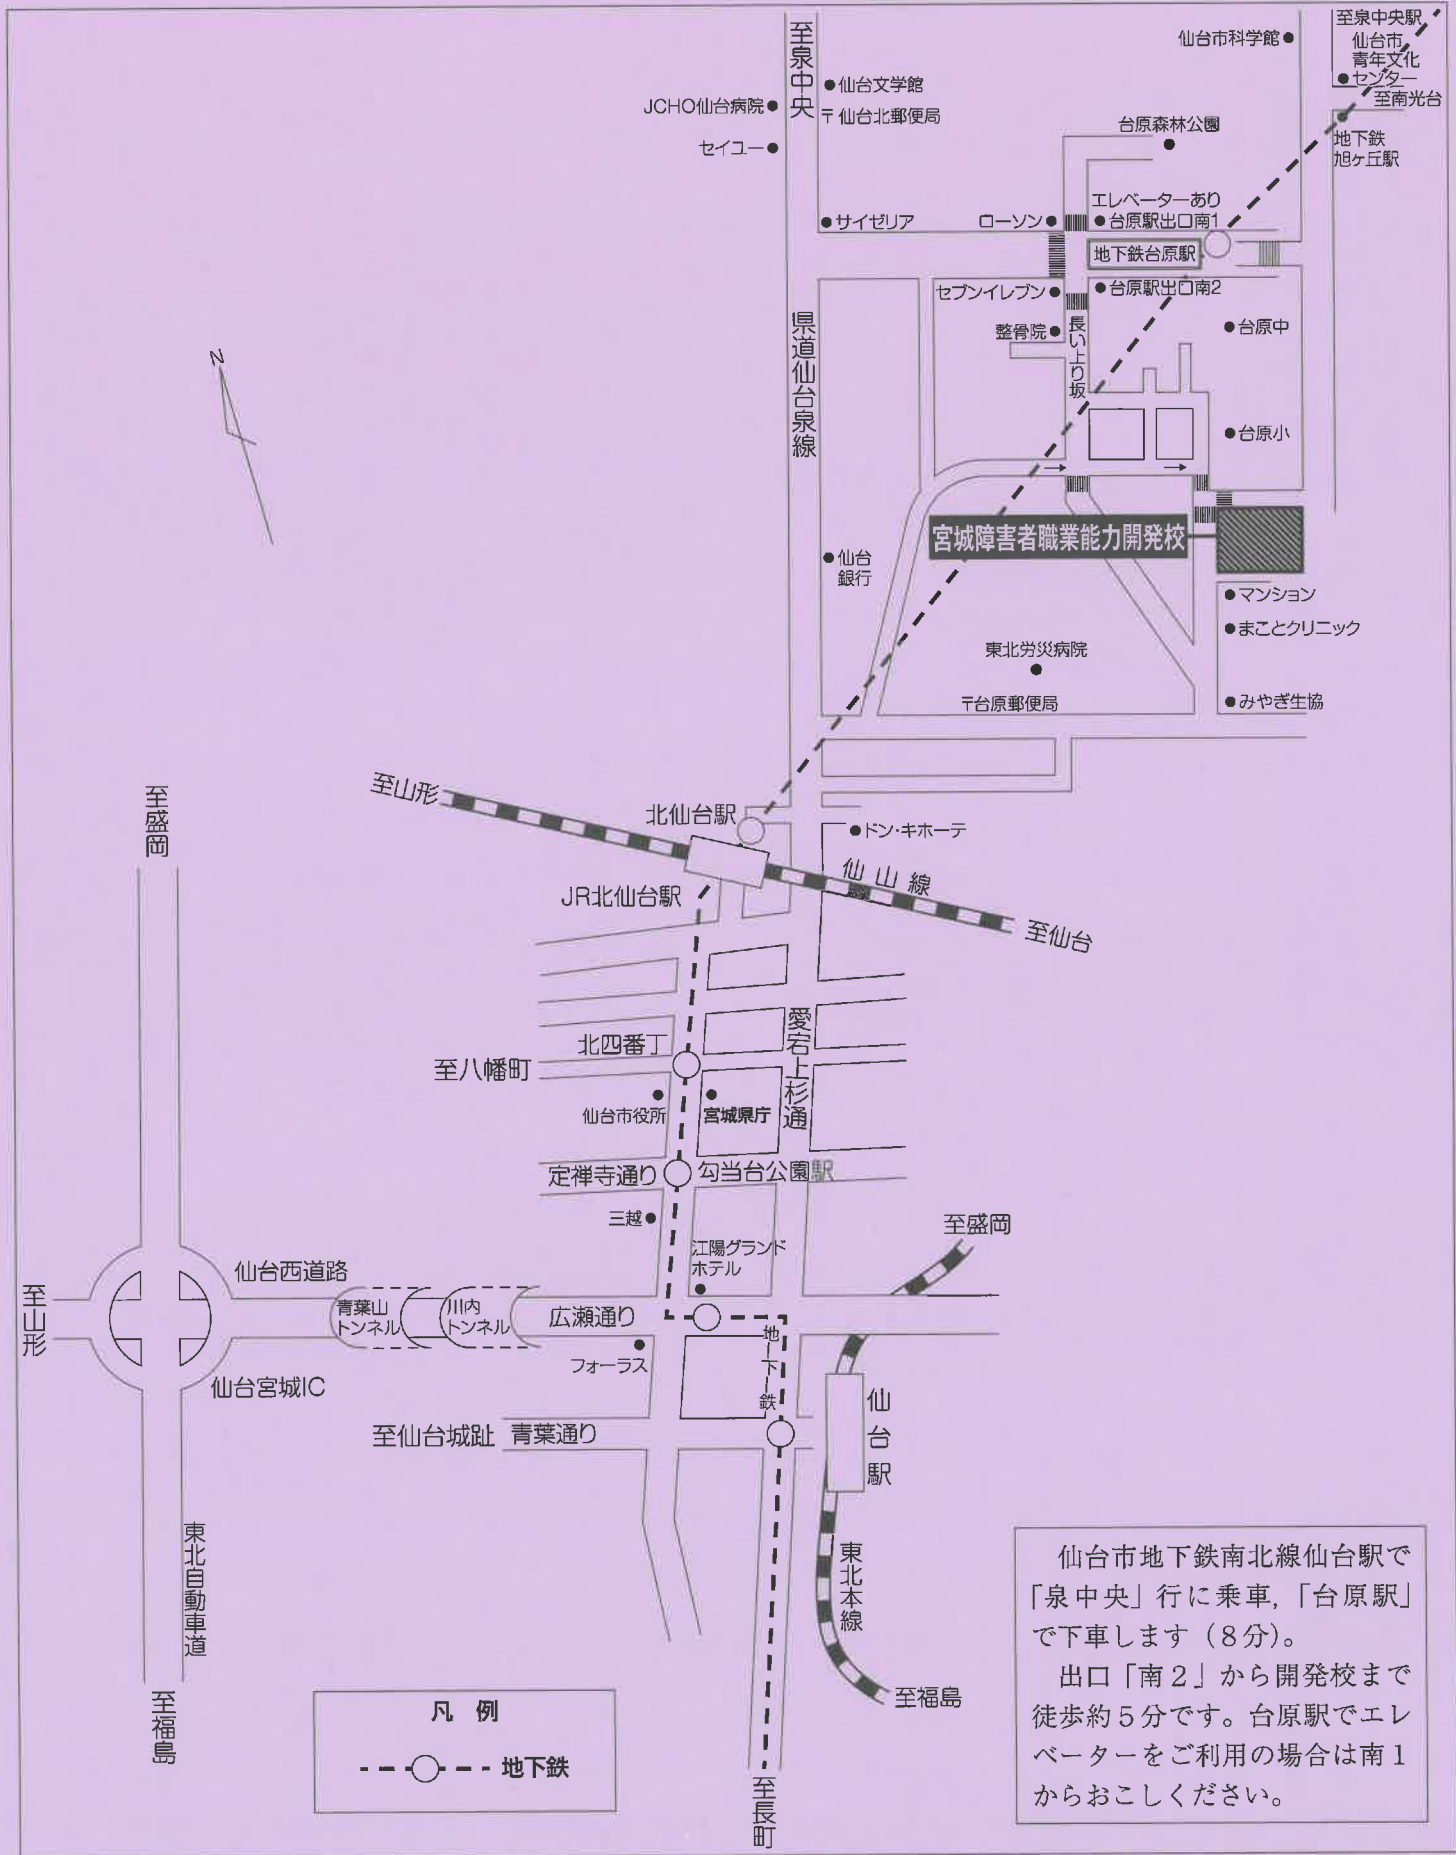 至泉中央
仙台市科学館
至泉中央駅
仙台市
青年文化
センター
至南光台
地下鉄
旭ヶ丘駅
仙台文学館
JCHO仙台病院
〒仙台北郵便局
セイユー
台原森林公園
エレベーターあり
サイゼリア
ローソン
台原駅出口南1
地下鉄台原駅
セブンイレブン
台原駅出口南2
整骨院
長い上り坂
台原中
県道仙台泉線
N
台原小
宮城障害者職業能力開発校
仙台
銀行
マンション
まことクリニック
東北労災病院
〒台原郵便局
みやぎ生協
至山形
至盛岡
北仙台駅
ドン・キホーテ
仙山線
JR北仙台駅
至仙台
愛宕上杉通
北四番丁
至八幡町
仙台市役所
宮城県庁
定禅寺通り
勾当台公園駅
三越
至盛岡
江陽グランド
ホテル
仙台西道路
至山形
青葉山
トンネル
川内
トンネル
広瀬通り
地下鉄
フォーラス
仙台宮城IC
仙台駅
至仙台城趾
青葉通り
東北自動車道
東北本線
至福島
至福島
至長町
凡 例
地下鉄
仙台市地下鉄南北線仙台駅で
「泉中央」行に乗車,「台原駅」
で下車します（8分）。
出口「南２」から開発校まで
徒歩約５分です。台原駅でエレ
ベーターをご利用の場合は南１
からおこしください。